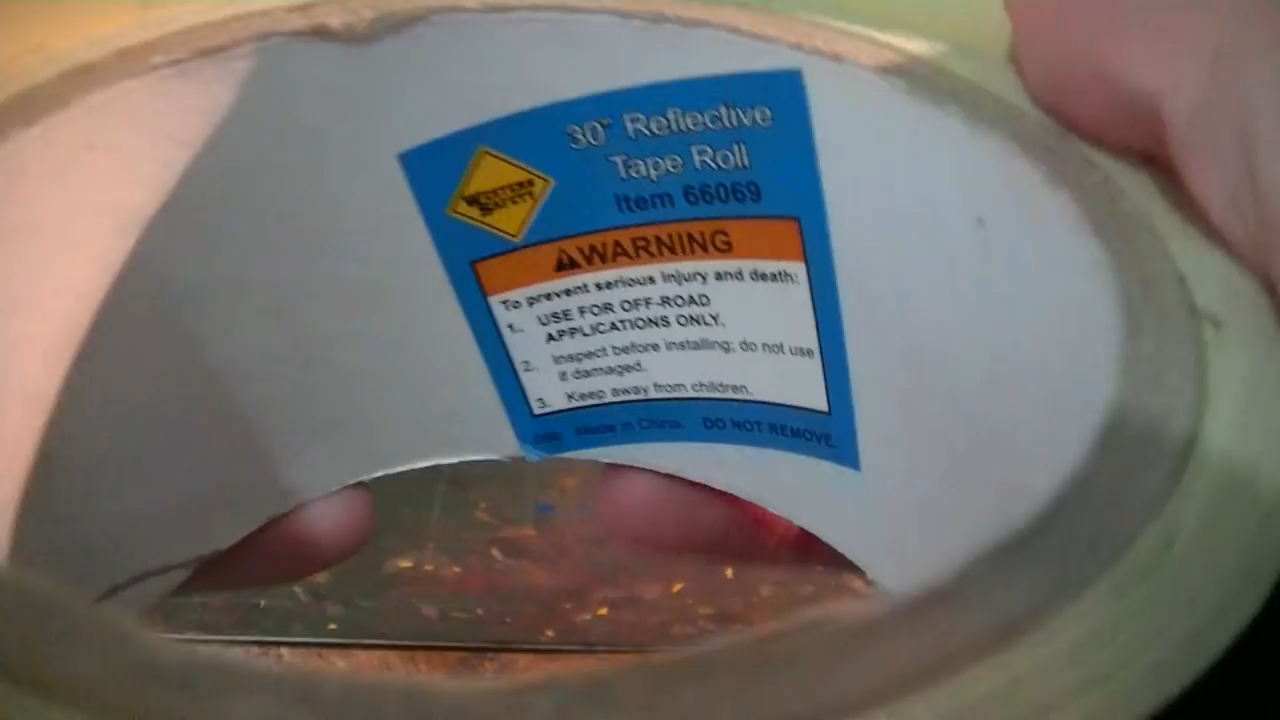 30" Reflective
Tape Roll
Item 66069
WESTERN
SAFETY
WARNING
To prevent serious injury and death:
1. USE FOR OFF-ROAD
APPLICATIONS ONLY.
2. Inspect before installing; do not use
if damaged.
3. Keep away from children.
Made in China. DO NOT REMOVE.